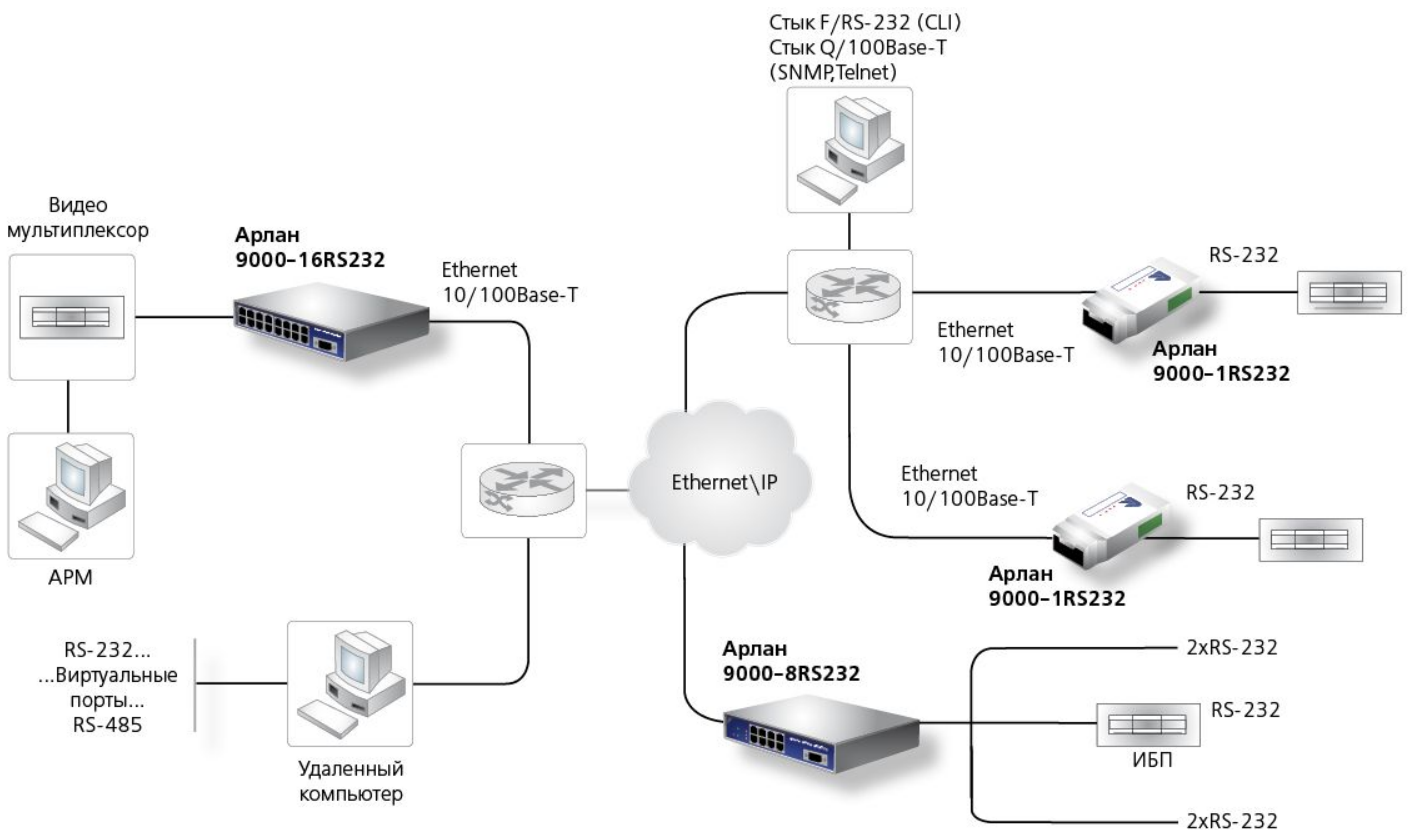 Стык F/RS-232 (CLI)
Стык Q/100Base-T
(SNMP,Telnet)
Видео
мультиплексор
Арлан
9000-16RS232
Ethernet
10/100Base-T
RS-232
Ethernet
10/100Base-T
Арлан
9000-1RS232
Ethernet\IP
Ethernet
10/100Base-T
RS-232
АРМ
Арлан
9000-1RS232
RS-232...
...Виртуальные
порты...
RS-485
Удаленный
компьютер
Арлан
9000-8RS232
2xRS-232
RS-232
ИБП
2xRS-232